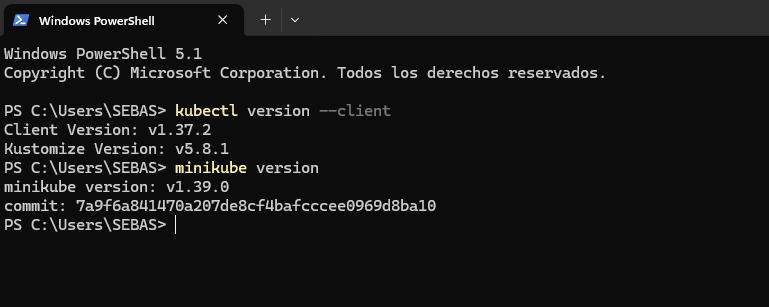 Windows PowerShell
Windows PowerShell 5.1
Copyright (C) Microsoft Corporation. Todos los derechos reservados.
PS C:\Users\SEBAS> kubectl version --client
Client Version: v1.37.2
Kustomize Version: v5.8.1
PS C:\Users\SEBAS> minikube version
minikube version: v1.39.0
commit: 7a9f6a841470a207de8cf4bafcccee0969d8ba10
PS C:\Users\SEBAS>